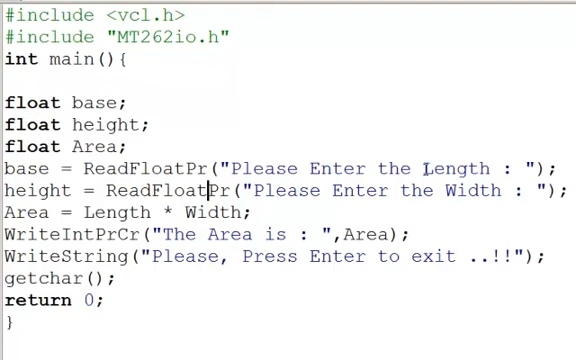 #include <vcl.h>
#include "MT262io.h"
int main(){
float base;
float height;
float Area;
base = ReadFloatPr("Please Enter the Length : ");
height = ReadFloatPr("Please Enter the Width : ");
Area = Length * Width;
WriteIntPrCr("The Area is : ",Area);
WriteString("Please, Press Enter to exit ..!!");
getchar();
return 0;
}